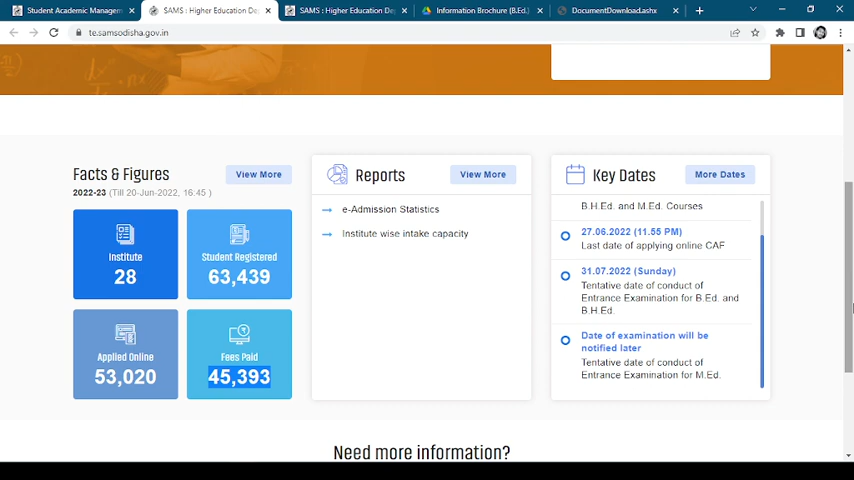 Student Academic Managem
SAMS : Higher Education De
SAMS : Higher Education De
Information Brochure (B.Ed.)
DocumentDownload.ashx
te.samsodisha.gov.in
Facts & Figures
View More
2022-23 (Till 20-Jun-2022, 16:45 )
Institute
28
Student Registered
63,439
Applied Online
53,020
Fees Paid
45,393
Reports
View More
e-Admission Statistics
Institute wise intake capacity
Key Dates
More Dates
B.H.Ed. and M.Ed. Courses
27.06.2022 (11.55 PM)
Last date of applying online CAF
31.07.2022 (Sunday)
Tentative date of conduct of
Entrance Examination for B.Ed. and
B.H.Ed.
Date of examination will be
notified later
Tentative date of conduct of
Entrance Examination for M.Ed.
Need more information?